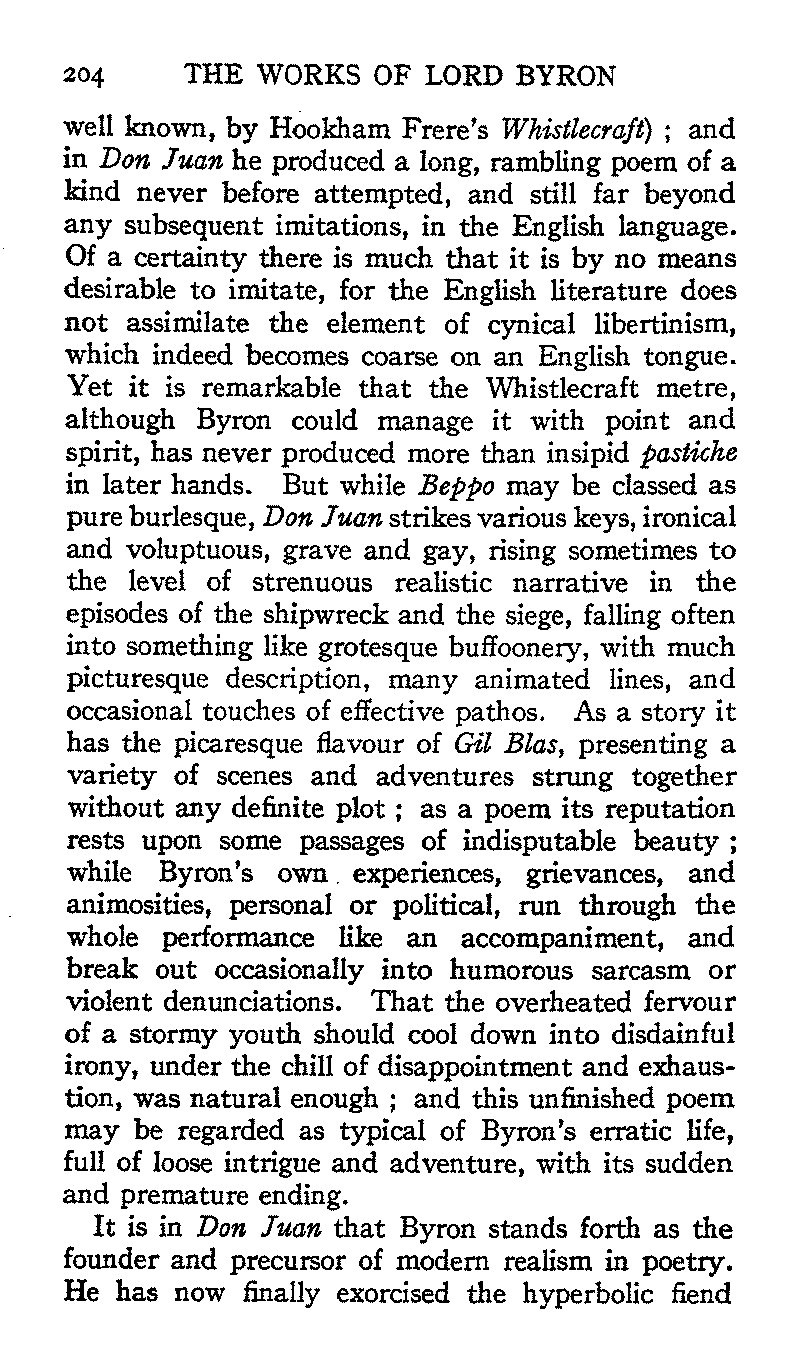 204 THE WORKS OF LORD BYRON
well known, by Hookham Frere's Whistlecraft) ; and
in Don Juan he produced a long, rambling poem of a
kind never before attempted, and still far beyond
any subsequent imitations, in the English language.
Of a certainty there is much that it is by no means
desirable to imitate, for the English literature does
not assimilate the element of cynical libertinism,
which indeed becomes coarse on an English tongue.
Yet it is remarkable that the Whistlecraft metre,
although Byron could manage it with point and
spirit, has never produced more than insipid pastiche
in later hands. But while Beppo may be classed as
pure burlesque, Don Juan strikes various keys, ironical
and voluptuous, grave and gay, rising sometimes to
the level of strenuous realistic narrative in the
episodes of the shipwreck and the siege, falling often
into something like grotesque buffoonery, with much
picturesque description, many animated lines, and
occasional touches of effective pathos. As a story it
has the picaresque flavour of Gil Blas, presenting a
variety of scenes and adventures strung together
without any definite plot ; as a poem its reputation
rests upon some passages of indisputable beauty ;
while Byron's own experiences, grievances, and
animosities, personal or political, run through the
whole performance like an accompaniment, and
break out occasionally into humorous sarcasm or
violent denunciations. That the overheated fervour
of a stormy youth should cool down into disdainful
irony, under the chill of disappointment and exhaus-
tion, was natural enough ; and this unfinished poem
may be regarded as typical of Byron's erratic life,
full of loose intrigue and adventure, with its sudden
and premature ending.
It is in Don Juan that Byron stands forth as the
founder and precursor of modern realism in poetry.
He has now finally exorcised the hyperbolic fiend